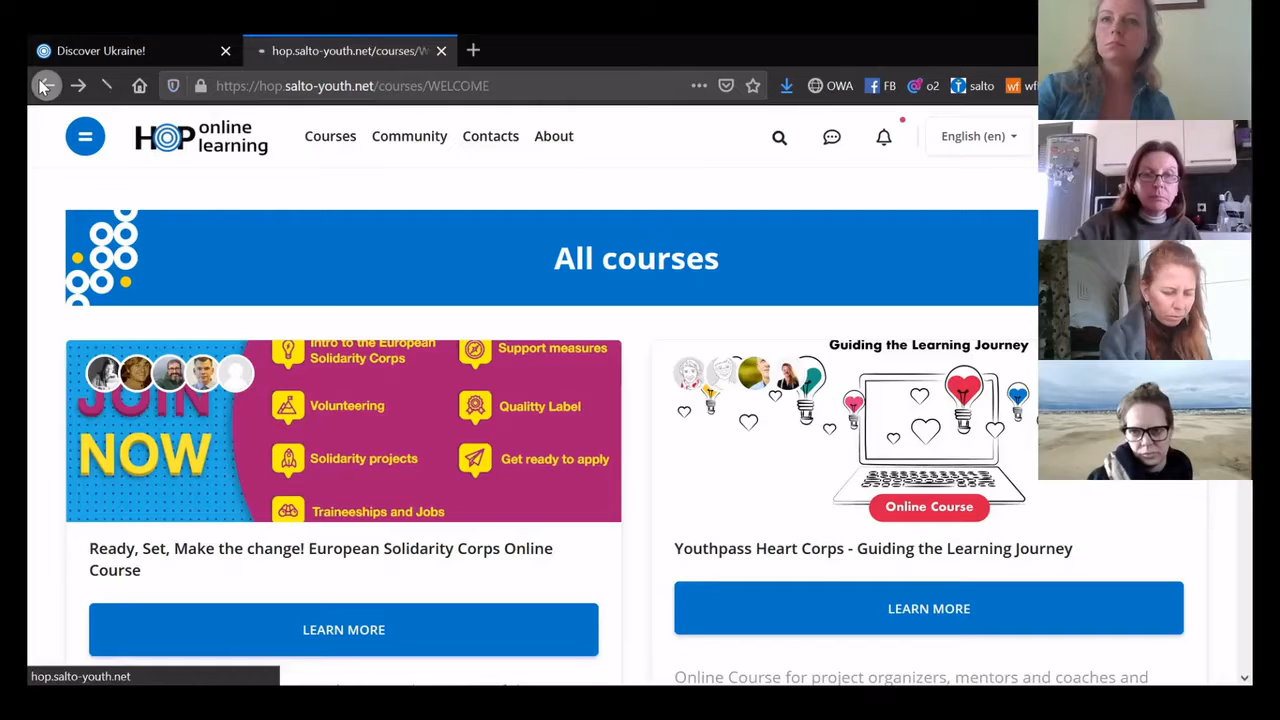 Discover Ukraine!
hop.salto-youth.net/courses/W
https://hop.salto-youth.net/courses/WELCOME
OWA
FB
o2
salto
HOP online learning
Courses
Community
Contacts
About
English (en)
All courses
Intro to the European
Solidarity Corps
Support measures
JOIN
NOW
Volunteering
Qualitty Label
Solidarity projects
Get ready to apply
Traineeships and Jobs
Guiding the Learning Journey
Online Course
Ready, Set, Make the change! European Solidarity Corps Online
Course
LEARN MORE
Youthpass Heart Corps - Guiding the Learning Journey
LEARN MORE
Online Course for project organizers, mentors and coaches and
hop.salto-youth.net